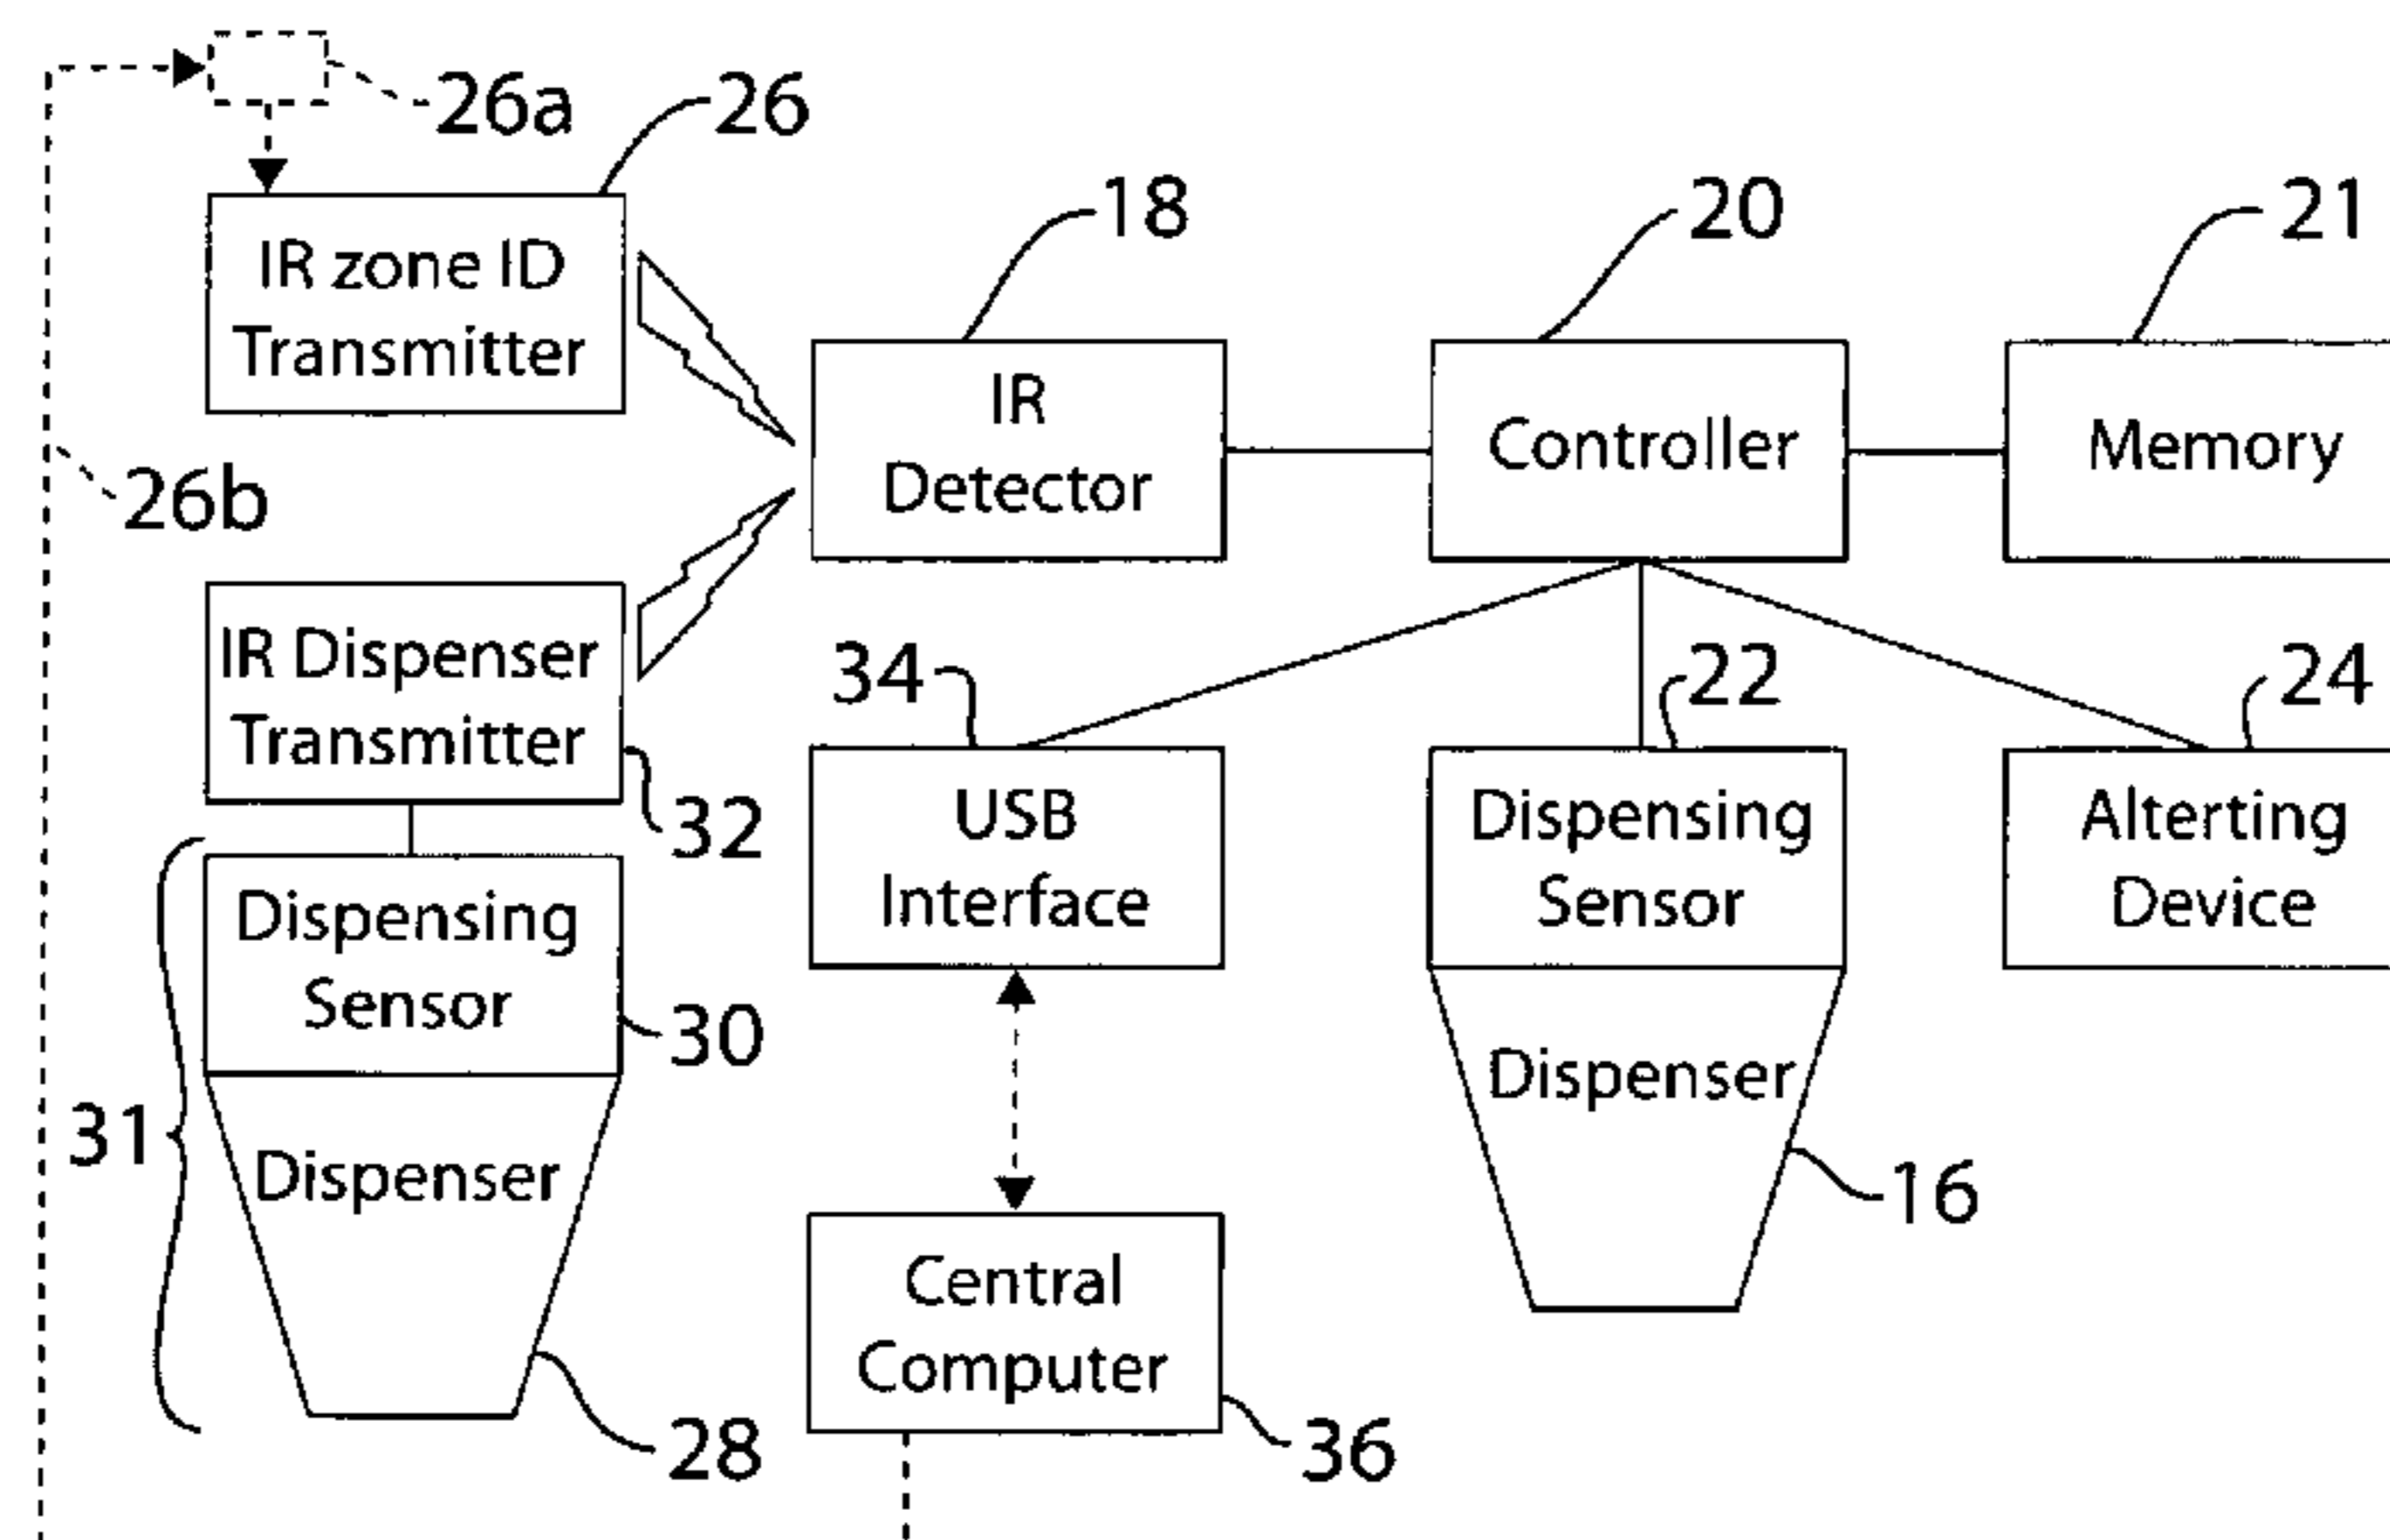 26a
26
IR zone ID
Transmitter
18
20
21
IR
Detector
Controller
Memory
26b
IR Dispenser
Transmitter
32
34
22
24
USB
Interface
Dispensing
Sensor
Alterting
Device
Dispensing
Sensor
30
31
Dispenser
28
Dispenser
16
Central
Computer
36